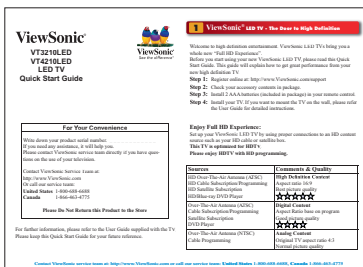 ViewSonic®
VT3210LED
VT4210LED
LED TV
Quick Start Guide
ViewSonic®
See the difference™
For Your Convenience
Write down your product serial number.
If you need any assistance, it will help you.
Please contact ViewSonic service team directly if you have ques-
tions on the use of your television.
Contact ViewSonic Service Team at:
http://www.ViewSonic.com
Or call our service team:
United States 1-800-688-6688
Canada 1-866-463-4775
Please Do Not Return this Product to the Store
For further information, please refer to the User Guide supplied with the TV
Please keep this Quick Start Guide for your future reference.
1 ViewSonic® LED TV - The Door to High Definition
Welcome to high definition entertainment. ViewSonic LED TVs bring you a
whole new "Full HD Experience".
Before you start using your new ViewSonic LED TV, please read this Quick
Start Guide. This guide will explain how to get great performance from your
new high definition TV.
Step 1: Register online at: http://www.ViewSonic.com/support
Step 2: Check your accessory contents in package.
Step 3: Install 2 AAA batteries (included in package) in your remote control.
Step 4: Install your TV. If you want to mount the TV on the wall, please refer
the User Guide for detailed instructions.
Enjoy Full HD Experience:
Set up your ViewSonic LED TV by using proper connections to an HD content
source such as your HD cable or satellite box.
This TV is optimized for HDTV.
Please enjoy HDTV with HD programming.
Sources Comments & Quality
HD Over-The-Air Antenna (ATSC) High Definition Content
HD Cable Subscription/Programming Aspect ratio 16:9
HD Satellite Subscription Best picture quality
HD/Blue-ray DVD Player
Over-The-Air Antenna (ATSC) Digital Content
Cable Subscription/Programming Aspect Ratio base on program
Satellite Subscription Good picture quality
DVD Player
Over-The-Air Antenna (NTSC) Analog Content
Cable Programming Original TV aspect ratio 4:3
Normal picture quality
Contact ViewSonic service team at: http://www.ViewSonic.com or call our service team: United States 1-800-688-6688, Canada 1-866-463-4775